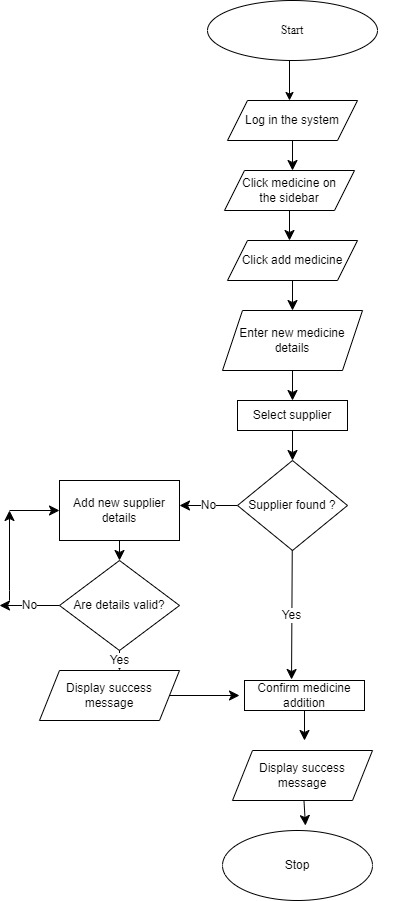 Start
Log in the system
Click medicine on
the sidebar
Click add medicine
Enter new medicine
details
Select supplier
Supplier found ?
No
Add new supplier
details
Are details valid?
No
Yes
Yes
Display success
message
Confirm medicine
addition
Display success
message
Stop